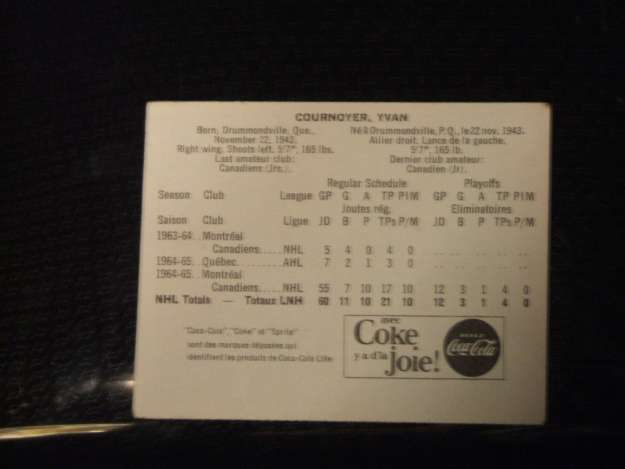 COURNOYER, YVAN
Born, Drummondville, Que.,
November 22, 1943.
Right wing. Shoots left. 5'7", 165 lbs.
Last amateur club:
Canadiens (Jrs.).
Né à Drummondville, P.Q., le 22 nov. 1943.
Ailier droit. Lance de la gauche.
5'7", 165 lb.
Dernier club amateur:
Canadien (Jr).
Regular Schedule Playoffs
Season Club League GP G A TP PIM GP G A TP PIM
Joutes rég. Eliminatoires
Saison Club Ligue JD B P TPs P/M JD B P TPs P/M
1963-64 Montréal
Canadiens..... NHL 5 4 0 4 0 . . . . .
1964-65 Québec....... AHL 7 2 1 3 0 . . . . .
1964-65 Montréal
Canadiens..... NHL 55 7 10 17 10 12 3 1 4 0
NHL Totals — Totaux LNH 60 11 10 21 10 12 3 1 4 0
"Coca-Cola", "Coke" et "Sprite"
sont des marques déposées qui
identifient les produits de Coca-Cola Ltée.
avec
Coke
y a d'la
Joie!
DRINK
Coca-Cola